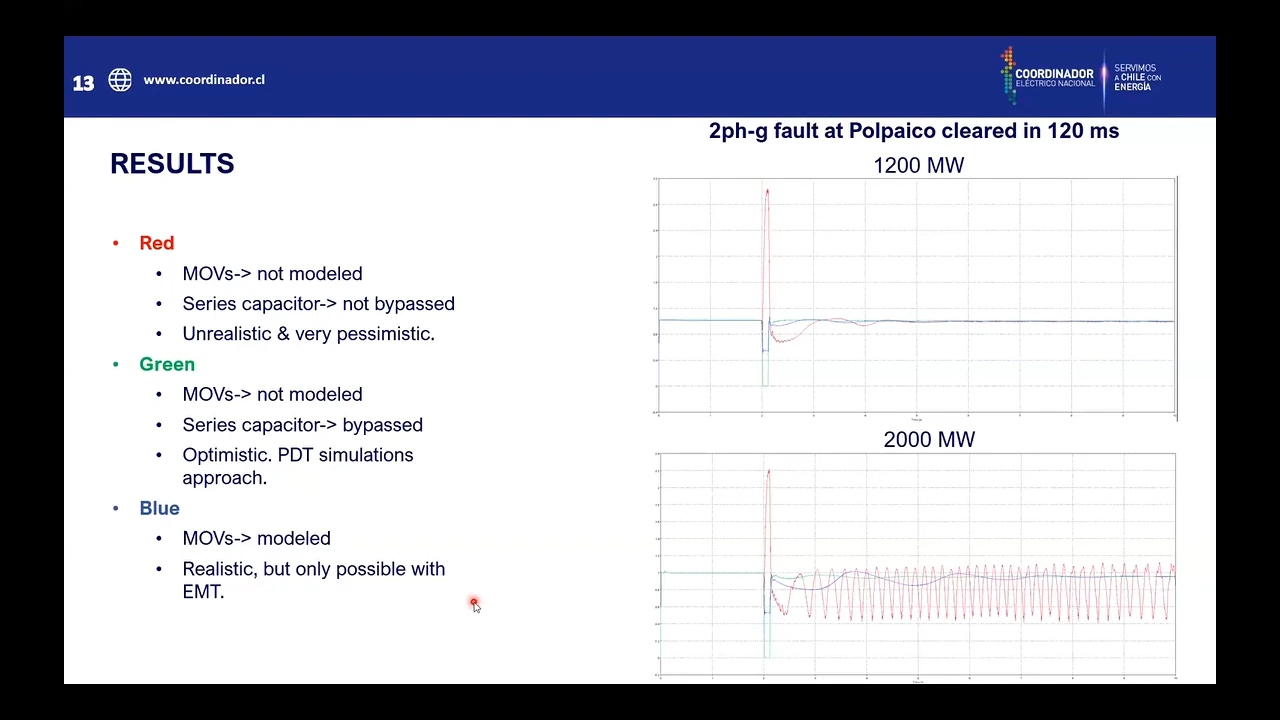 13
www.coordinador.cl
COORDINADOR
ELÉCTRICO NACIONAL
SERVIMOS
A CHILE CON
ENERGÍA
RESULTS
• Red
• MOVs-> not modeled
• Series capacitor-> not bypassed
• Unrealistic & very pessimistic.
• Green
• MOVs-> not modeled
• Series capacitor-> bypassed
• Optimistic. PDT simulations
approach.
• Blue
• MOVs-> modeled
• Realistic, but only possible with
EMT.
2ph-g fault at Polpaico cleared in 120 ms
1200 MW
2000 MW